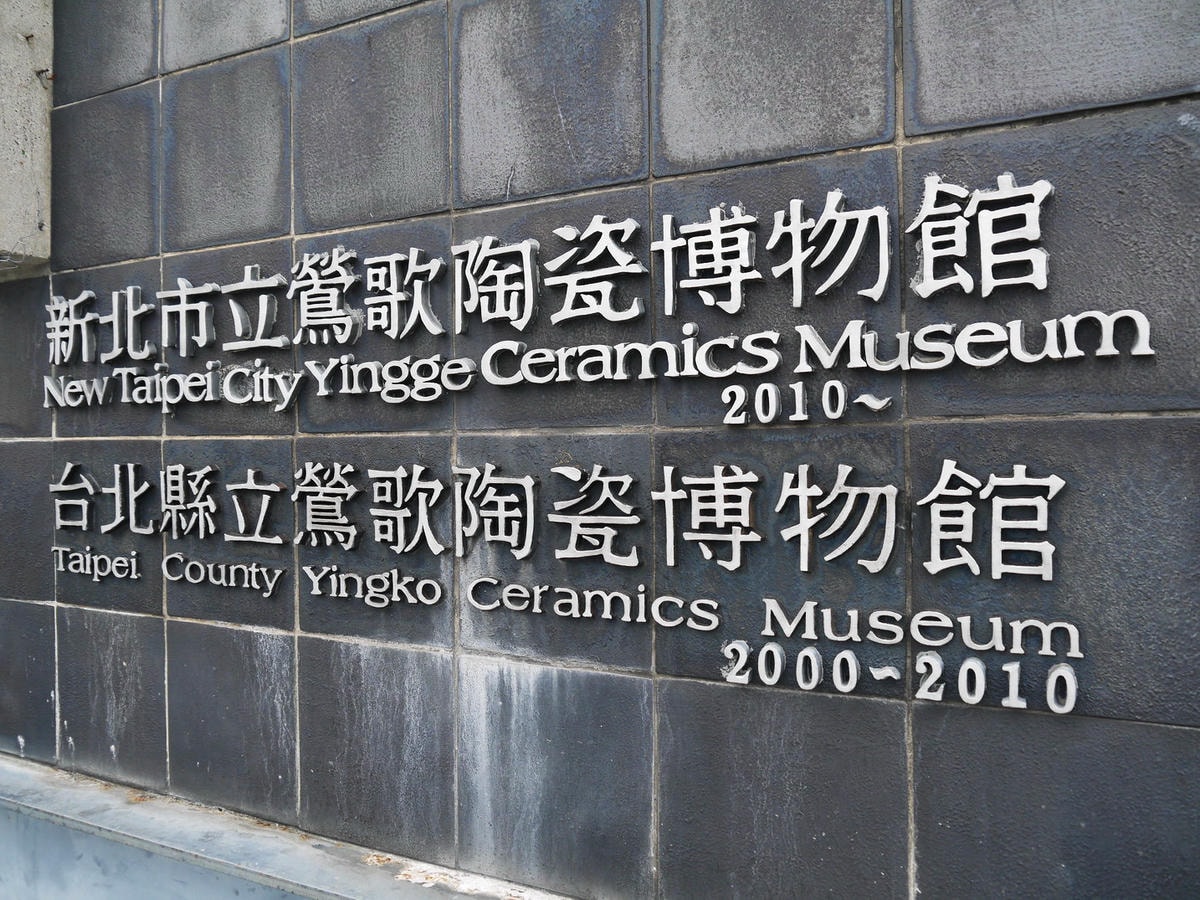 新北市立鶯歌陶瓷博物館
New Taipei City Yingge Ceramics Museum
2010~
台北縣立鶯歌陶瓷博物館
Taipei County Yingko Ceramics Museum
2000~2010